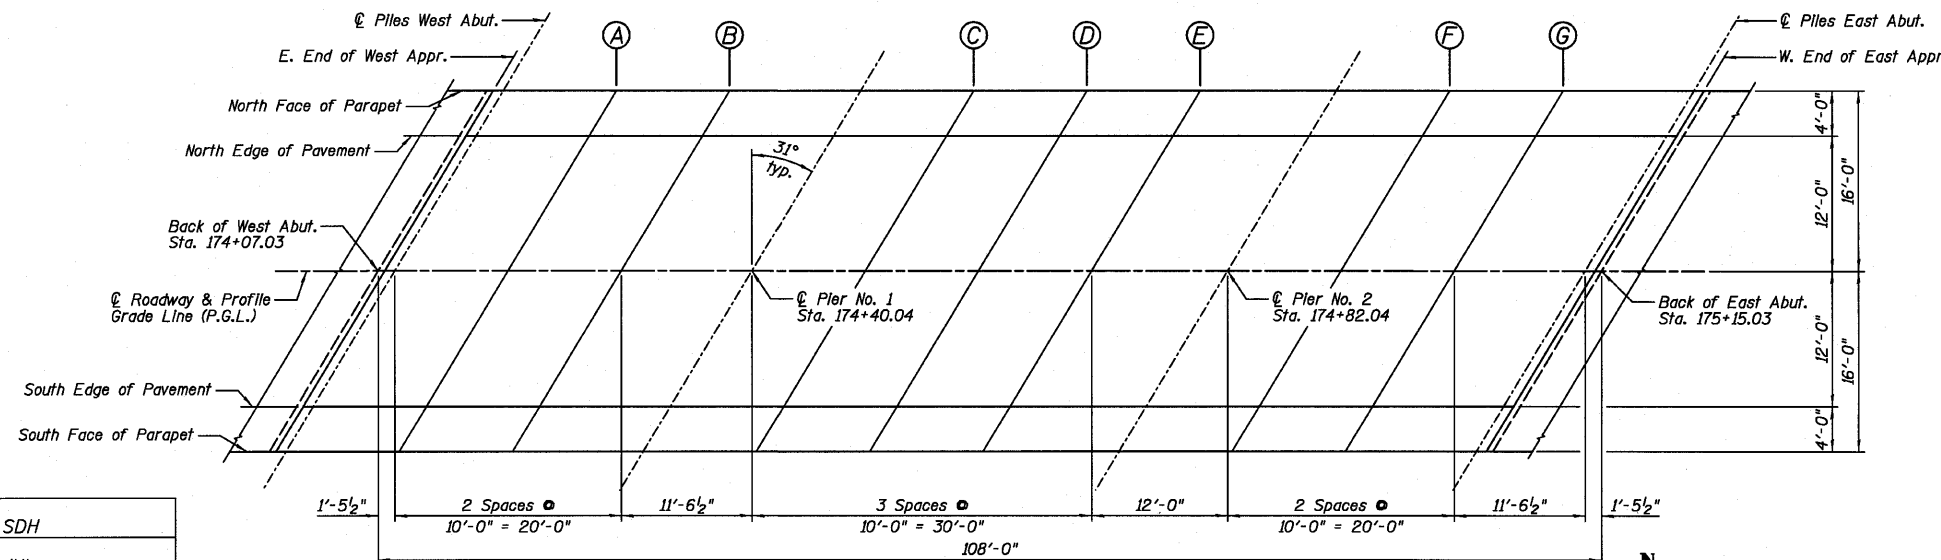 ℄ Piles West Abut.
E. End of West Appr.
North Face of Parapet
North Edge of Pavement
Back of West Abut.
Sta. 174+07.03
℄ Roadway & Profile
Grade Line (P.G.L.)
South Edge of Pavement
South Face of Parapet
A
B
C
D
E
F
G
31°
typ.
℄ Pier No. 1
Sta. 174+40.04
℄ Pier No. 2
Sta. 174+82.04
℄ Piles East Abut.
W. End of East Appr
Back of East Abut.
Sta. 175+15.03
4'-0"
12'-0"
16'-0"
12'-0"
16'-0"
4'-0"
1'-5½"
2 Spaces @
10'-0" = 20'-0"
11'-6½"
3 Spaces @
10'-0" = 30'-0"
12'-0"
2 Spaces @
10'-0" = 20'-0"
11'-6½"
1'-5½"
108'-0"
SDH